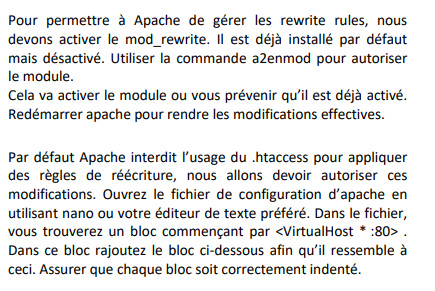 Pour permettre à Apache de gérer les rewrite rules, nous
devons activer le mod_rewrite. Il est déjà installé par défaut
mais désactivé. Utiliser la commande a2enmod pour autoriser
le module.
Cela va activer le module ou vous prévenir qu’il est déjà activé.
Redémarrer apache pour rendre les modifications effectives.
Par défaut Apache interdit l’usage du .htaccess pour appliquer
des règles de réécriture, nous allons devoir autoriser ces
modifications. Ouvrez le fichier de configuration d’apache en
utilisant nano ou votre éditeur de texte préféré. Dans le fichier,
vous trouverez un bloc commençant par <VirtualHost * :80> .
Dans ce bloc rajoutez le bloc ci-dessous afin qu’il ressemble à
ceci. Assurer que chaque bloc soit correctement indenté.